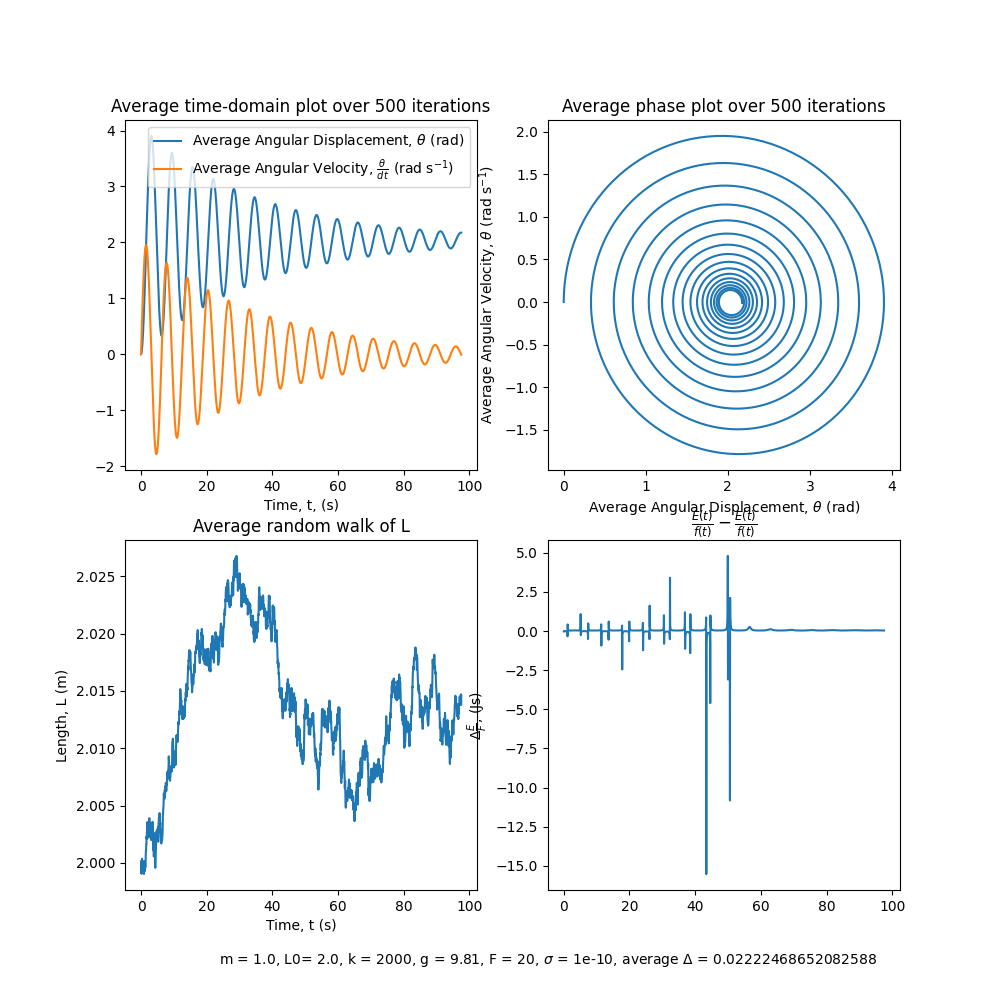 Average time-domain plot over 500 iterations
Average Angular Displacement, θ (rad)
Average Angular Velocity, θ/dt (rad s⁻¹)
4
3
2
1
0
−1
−2
0 20 40 60 80 100
Time, t, (s)
Average phase plot over 500 iterations
Average Angular Velocity, θ (rad s⁻¹)
2.0
1.5
1.0
0.5
0.0
−0.5
−1.0
−1.5
0 1 2 3 4
Average Angular Displacement, θ (rad)
Average random walk of L
Length, L (m)
2.025
2.020
2.015
2.010
2.005
2.000
0 20 40 60 80 100
Time, t (s)
E(t)/f(t) − E(t)/f(t)
Δ E/F, (Js)
5.0
2.5
0.0
−2.5
−5.0
−7.5
−10.0
−12.5
−15.0
0 20 40 60 80 100
m = 1.0, L0= 2.0, k = 2000, g = 9.81, F = 20, σ = 1e-10, average Δ = 0.02222468652082588